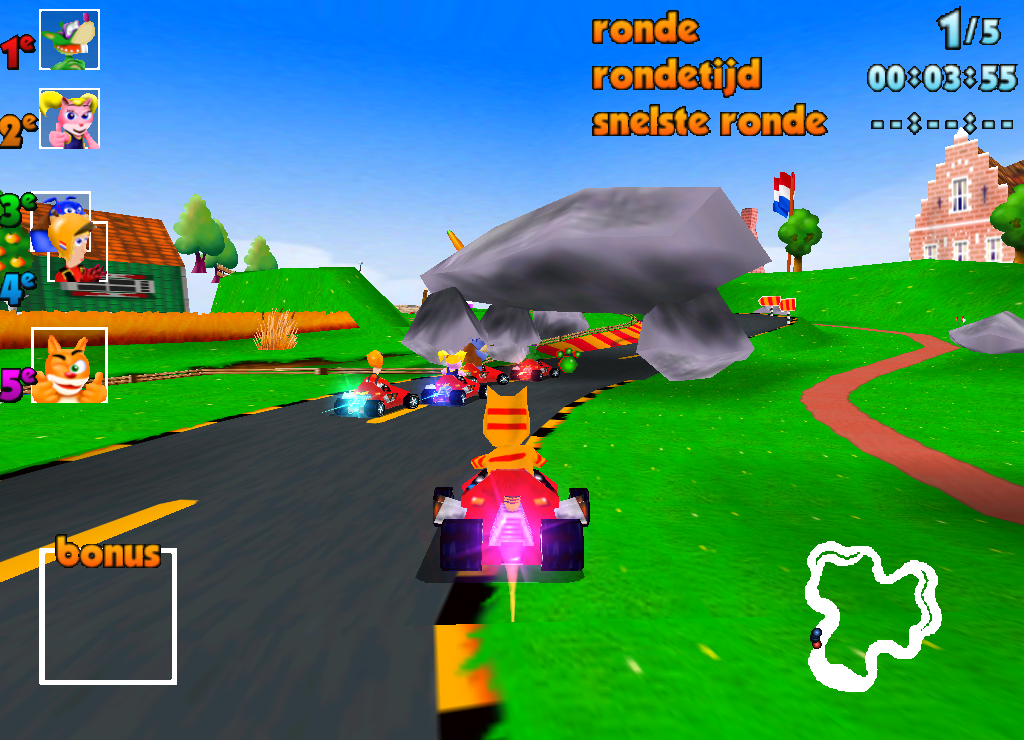 1e
2e
3e
4e
5e
ronde 1/5
rondetijd 00:03:55
snelste ronde --:--:--
bonus